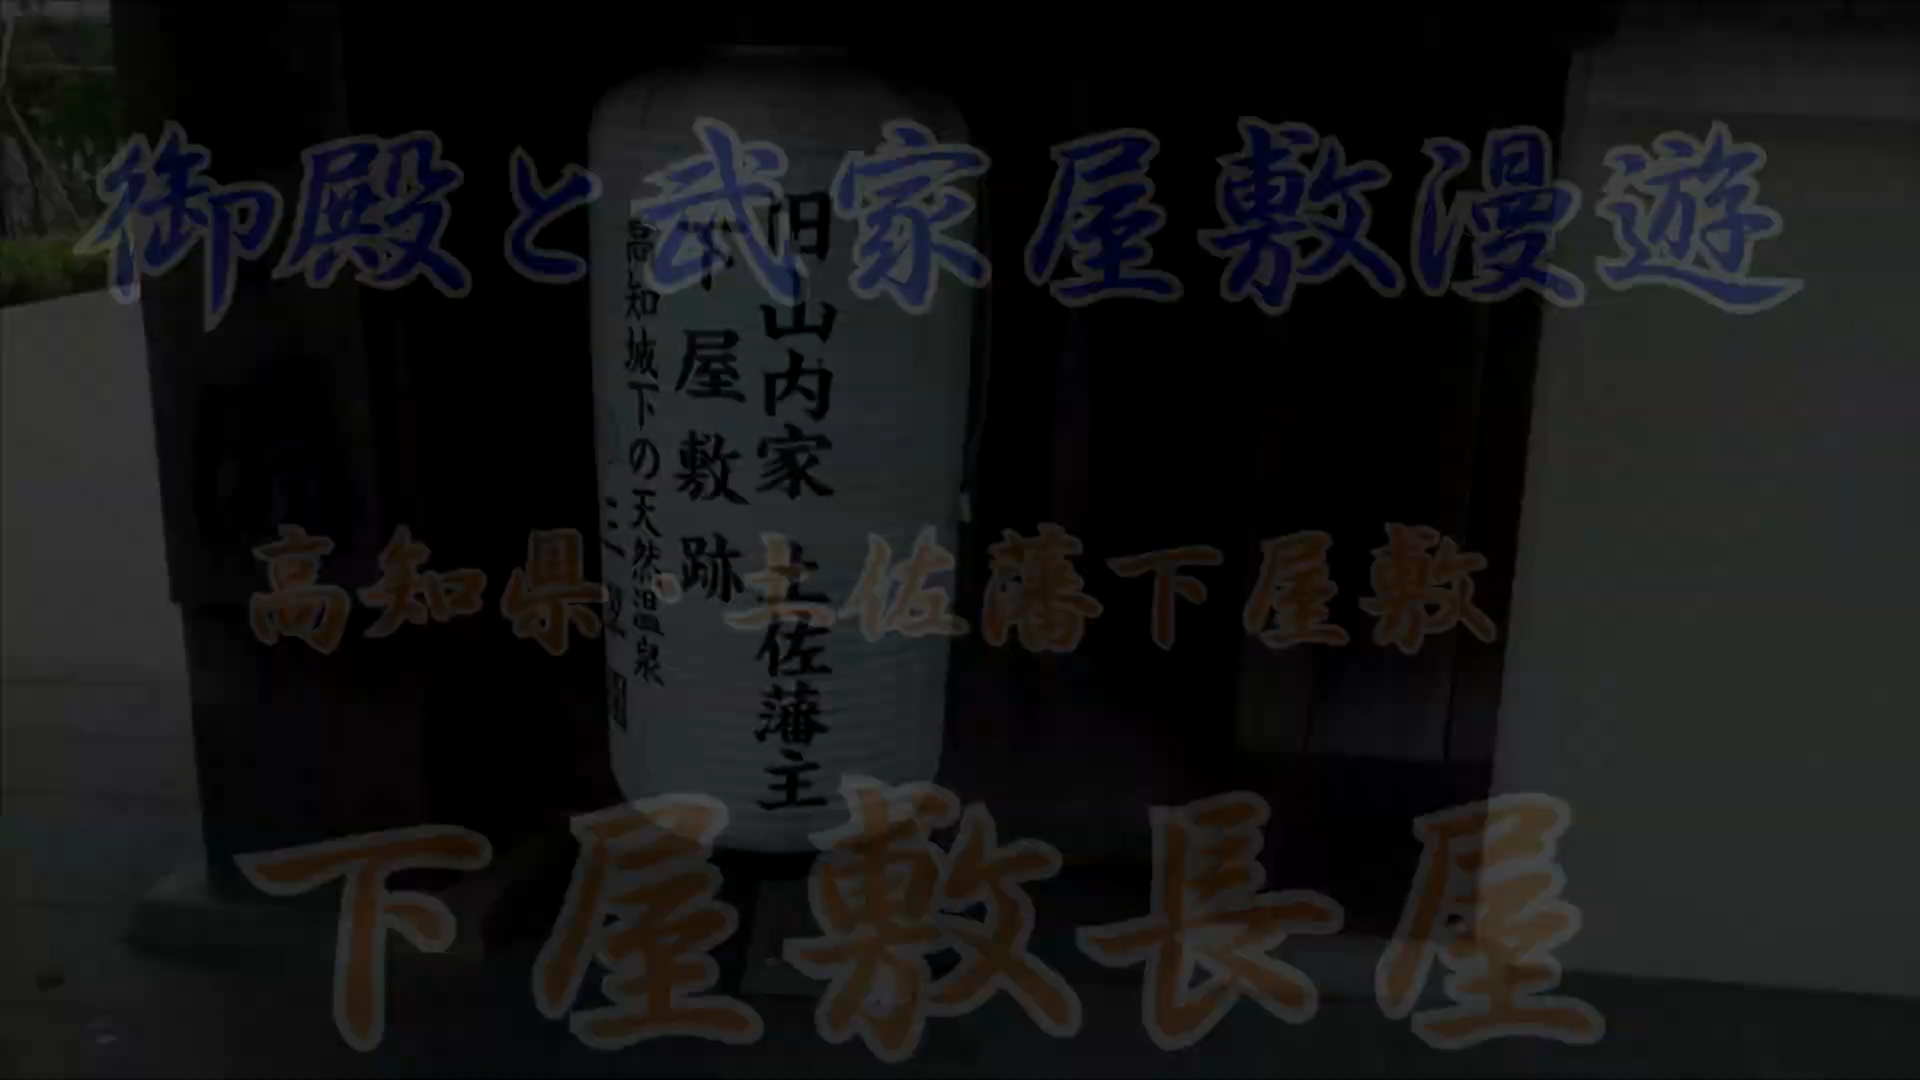 御殿と武家屋敷漫遊
高知県・土佐藩下屋敷
下屋敷長屋
旧山内家 土佐藩主
下屋敷跡
高知城下の天然温泉